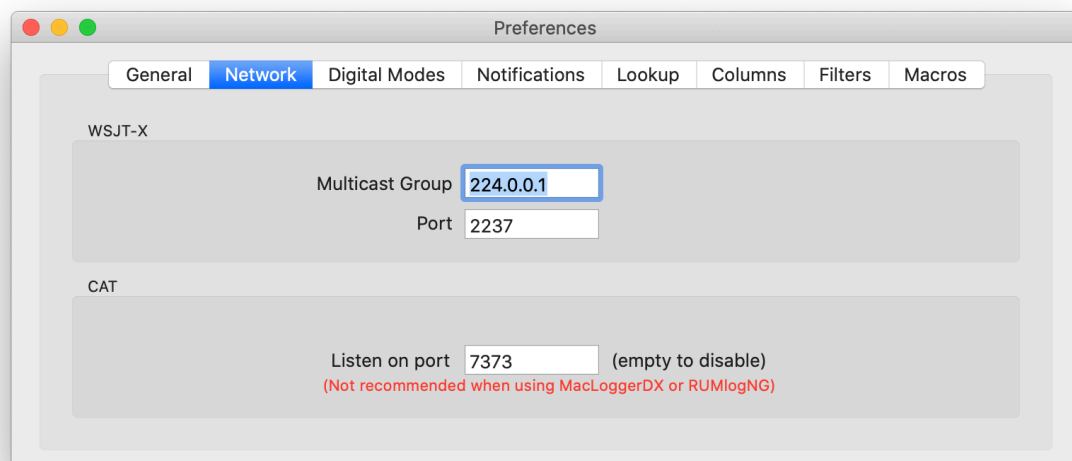 Preferences
General Network Digital Modes Notifications Lookup Columns Filters Macros
WSJT-X
Multicast Group 224.0.0.1
Port 2237
CAT
Listen on port 7373 (empty to disable)
(Not recommended when using MacLoggerDX or RUMlogNG)